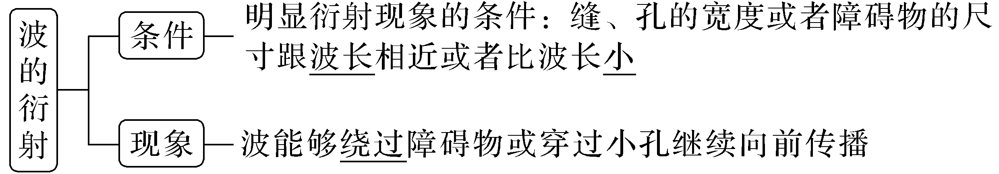 波的衍射
条件
明显衍射现象的条件：缝、孔的宽度或者障碍物的尺
寸跟波长相近或者比波长小
现象
波能够绕过障碍物或穿过小孔继续向前传播